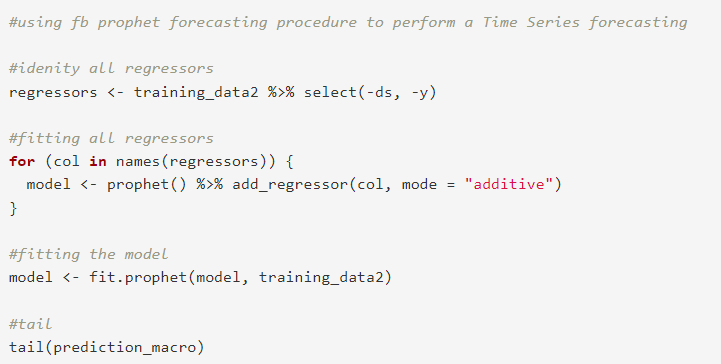 #using fb prophet forecasting procedure to perform a Time Series forecasting
#idenity all regressors
regressors <- training_data2 %>% select(-ds, -y)
#fitting all regressors
for (col in names(regressors)) {
  model <- prophet() %>% add_regressor(col, mode = "additive")
}
#fitting the model
model <- fit.prophet(model, training_data2)
#tail
tail(prediction_macro)